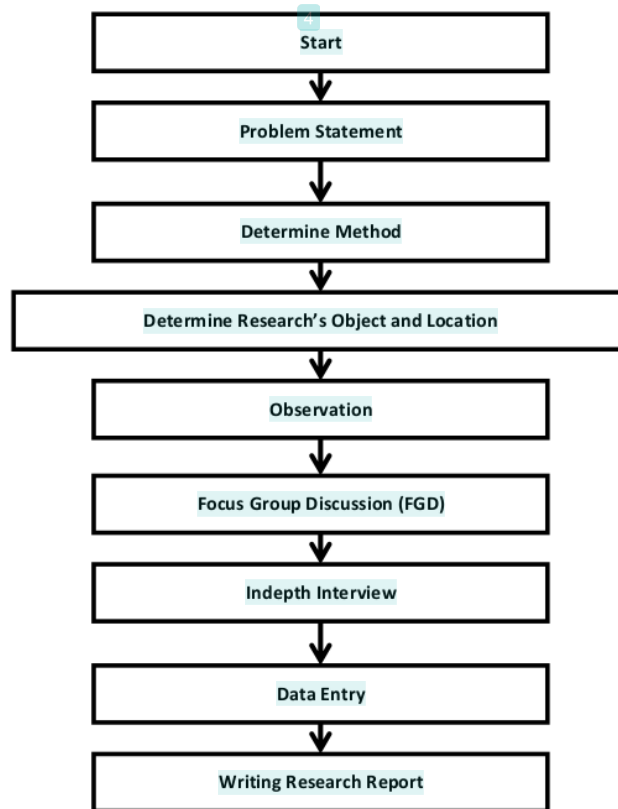 4
Start
Problem Statement
Determine Method
Determine Research’s Object and Location
Observation
Focus Group Discussion (FGD)
Indepth Interview
Data Entry
Writing Research Report